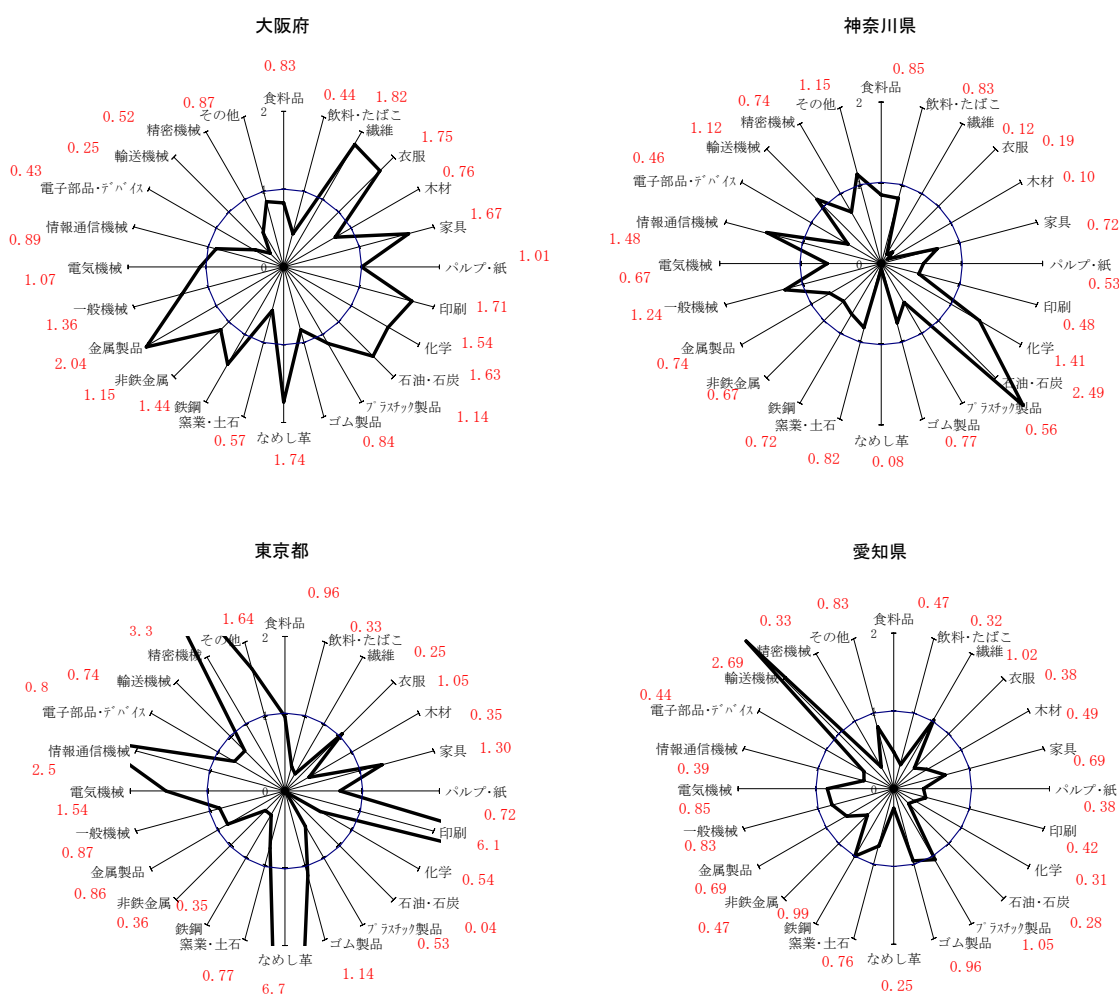 大阪府
0.83
食料品
0.44
飲料・たばこ
1.82
繊維
1.75
衣服
0.76
木材
1.67
家具
1.01
パルプ・紙
1.71
印刷
1.54
化学
1.63
石油・石炭
1.14
プラスチック製品
0.84
ゴム製品
1.74
なめし革
0.57
窯業・土石
1.44
鉄鋼
1.15
非鉄金属
2.04
金属製品
1.36
一般機械
1.07
電気機械
0.89
情報通信機械
0.43
電子部品・デバイス
0.25
輸送機械
0.52
精密機械
0.87
その他
2
1
0
神奈川県
0.85
食料品
0.83
飲料・たばこ
0.12
繊維
0.19
衣服
0.10
木材
0.72
家具
0.53
パルプ・紙
0.48
印刷
1.41
化学
2.49
石油・石炭
0.56
プラスチック製品
0.77
ゴム製品
0.08
なめし革
0.82
窯業・土石
0.72
鉄鋼
0.67
非鉄金属
0.74
金属製品
1.24
一般機械
0.67
電気機械
1.48
情報通信機械
0.46
電子部品・デバイス
1.12
輸送機械
0.74
精密機械
1.15
その他
2
1
0
東京都
0.96
食料品
0.33
飲料・たばこ
0.25
繊維
1.05
衣服
0.35
木材
1.30
家具
0.72
パルプ・紙
6.1
印刷
0.54
化学
0.04
石油・石炭
0.53
プラスチック製品
1.14
ゴム製品
6.7
なめし革
0.77
窯業・土石
0.35
鉄鋼
0.36
非鉄金属
0.86
金属製品
0.87
一般機械
1.54
電気機械
2.5
情報通信機械
0.8
電子部品・デバイス
0.74
輸送機械
3.3
精密機械
1.64
その他
2
1
0
愛知県
0.47
食料品
0.32
飲料・たばこ
1.02
繊維
0.38
衣服
0.49
木材
0.69
家具
0.38
パルプ・紙
0.42
印刷
0.31
化学
0.28
石油・石炭
1.05
プラスチック製品
0.96
ゴム製品
0.25
なめし革
0.76
窯業・土石
0.99
鉄鋼
0.47
非鉄金属
0.69
金属製品
0.83
一般機械
0.85
電気機械
0.39
情報通信機械
0.44
電子部品・デバイス
2.69
輸送機械
0.33
精密機械
0.83
その他
2
1
0